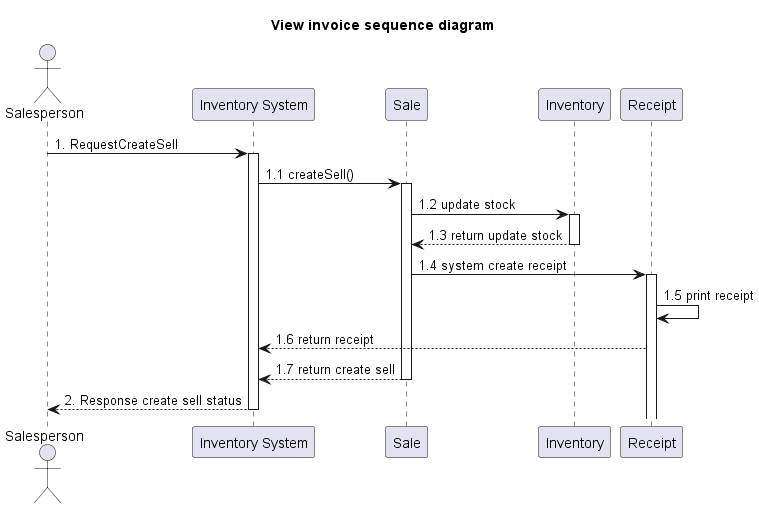 View invoice sequence diagram
Salesperson
Inventory System
Sale
Inventory
Receipt
1. RequestCreateSell
1.1 createSell()
1.2 update stock
1.3 return update stock
1.4 system create receipt
1.5 print receipt
1.6 return receipt
1.7 return create sell
2. Response create sell status
Salesperson
Inventory System
Sale
Inventory
Receipt